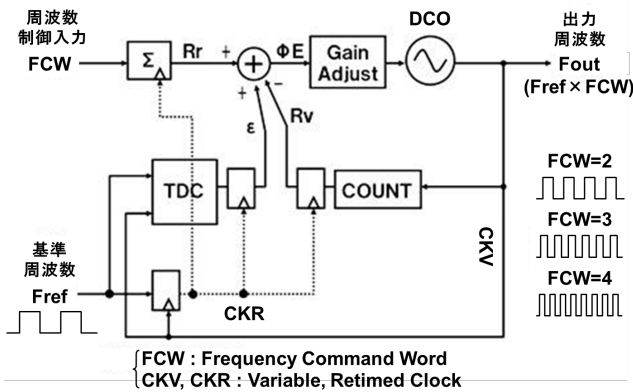 周波数
制御入力
FCW
Σ
Rr
+
+
ΦE
−
+
ε
Rv
Gain
Adjust
DCO
出力
周波数
Fout
(Fref×FCW)
TDC
COUNT
CKV
FCW=2
FCW=3
FCW=4
基準
周波数
Fref
CKR
FCW : Frequency Command Word
CKV, CKR : Variable, Retimed Clock